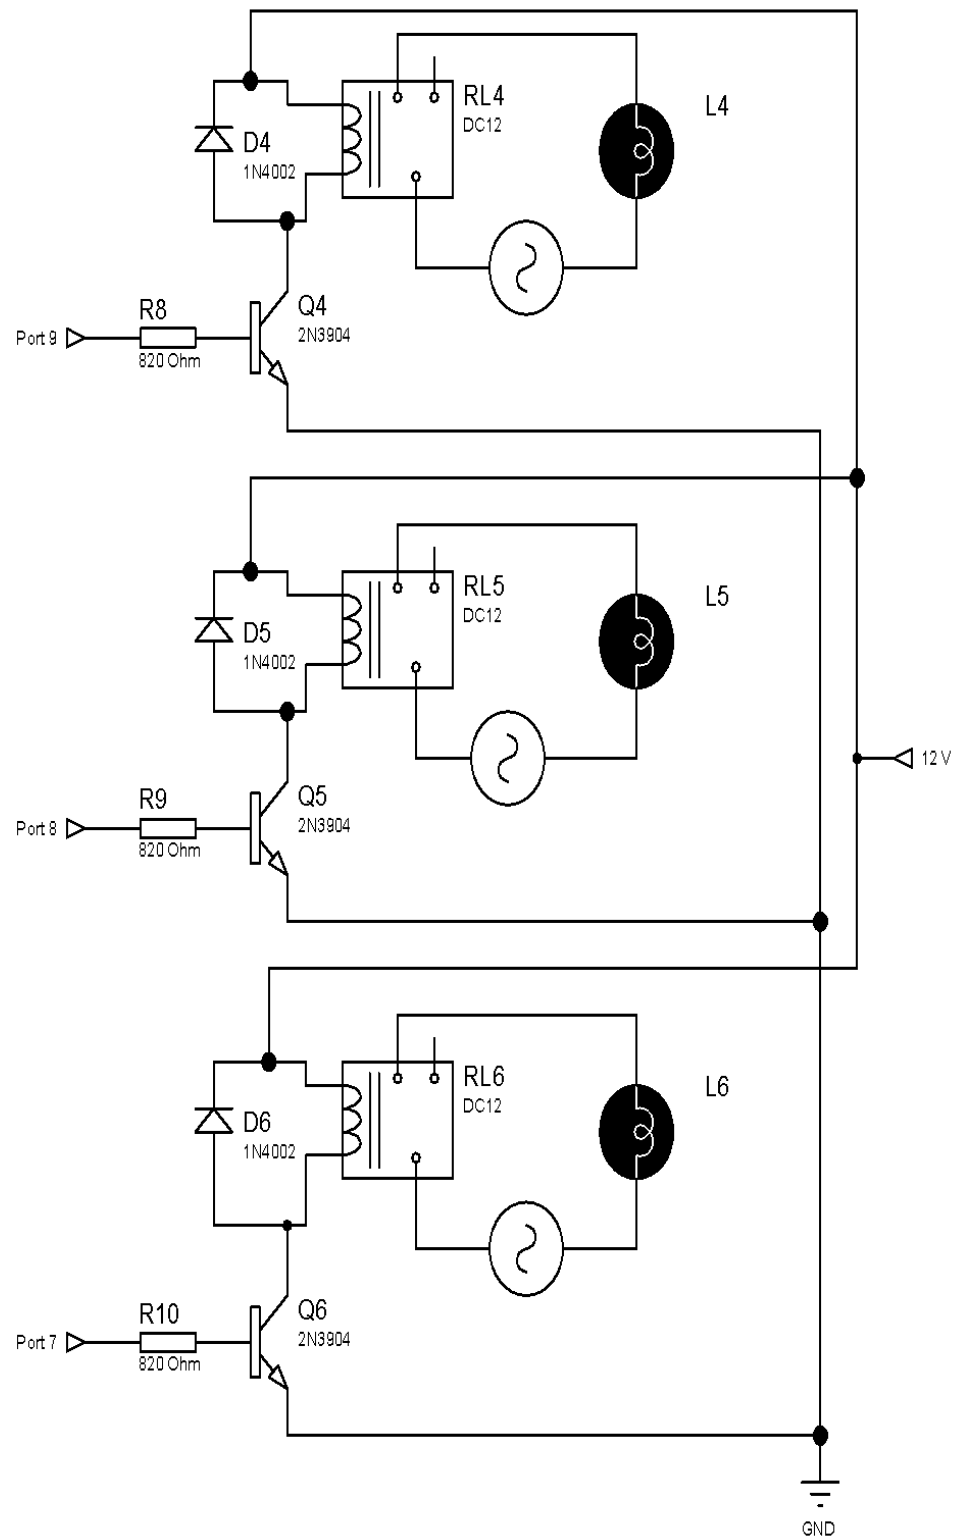 RL4
DC12
L4
D4
1N4002
R8
Q4
2N3904
Port 9
820 Ohm
RL5
DC12
L5
D5
1N4002
12 V
R9
Q5
2N3904
Port 8
820 Ohm
RL6
DC12
L6
D6
1N4002
R10
Q6
2N3904
Port 7
820 Ohm
GND